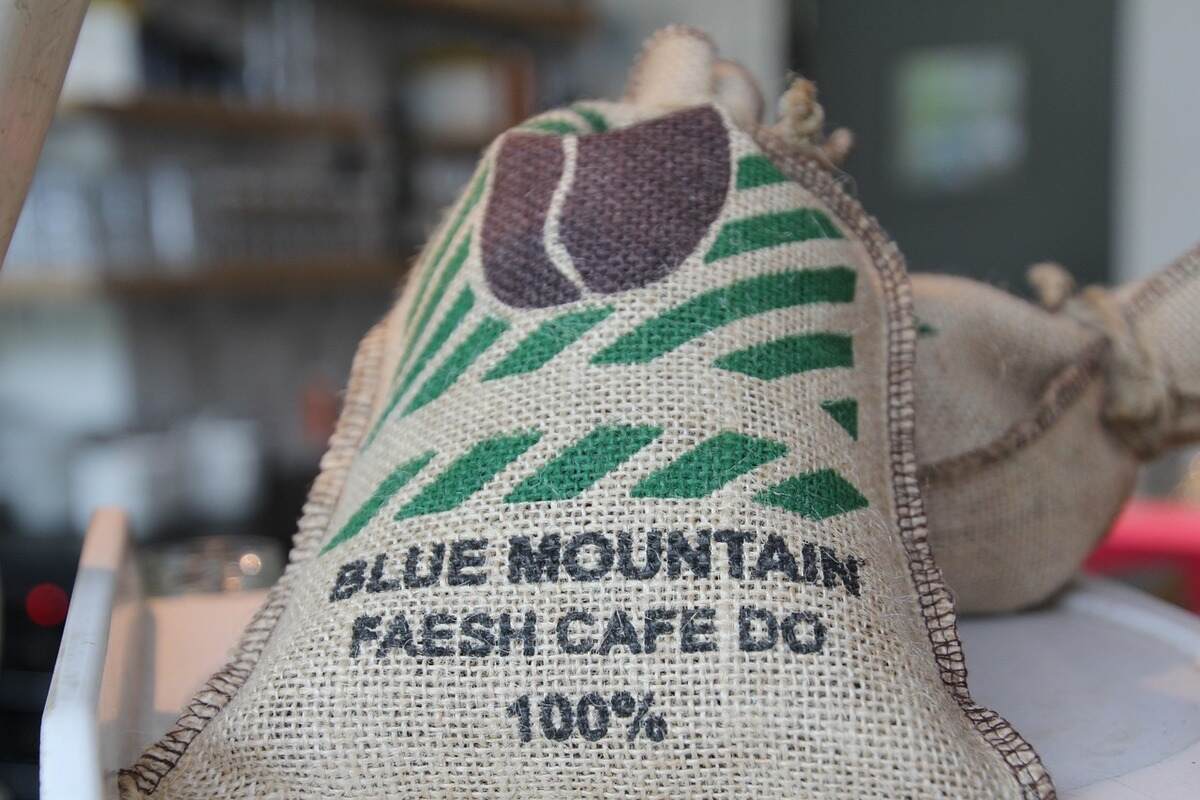 BLUE MOUNTAIN
FAESH CAFE DO
100%